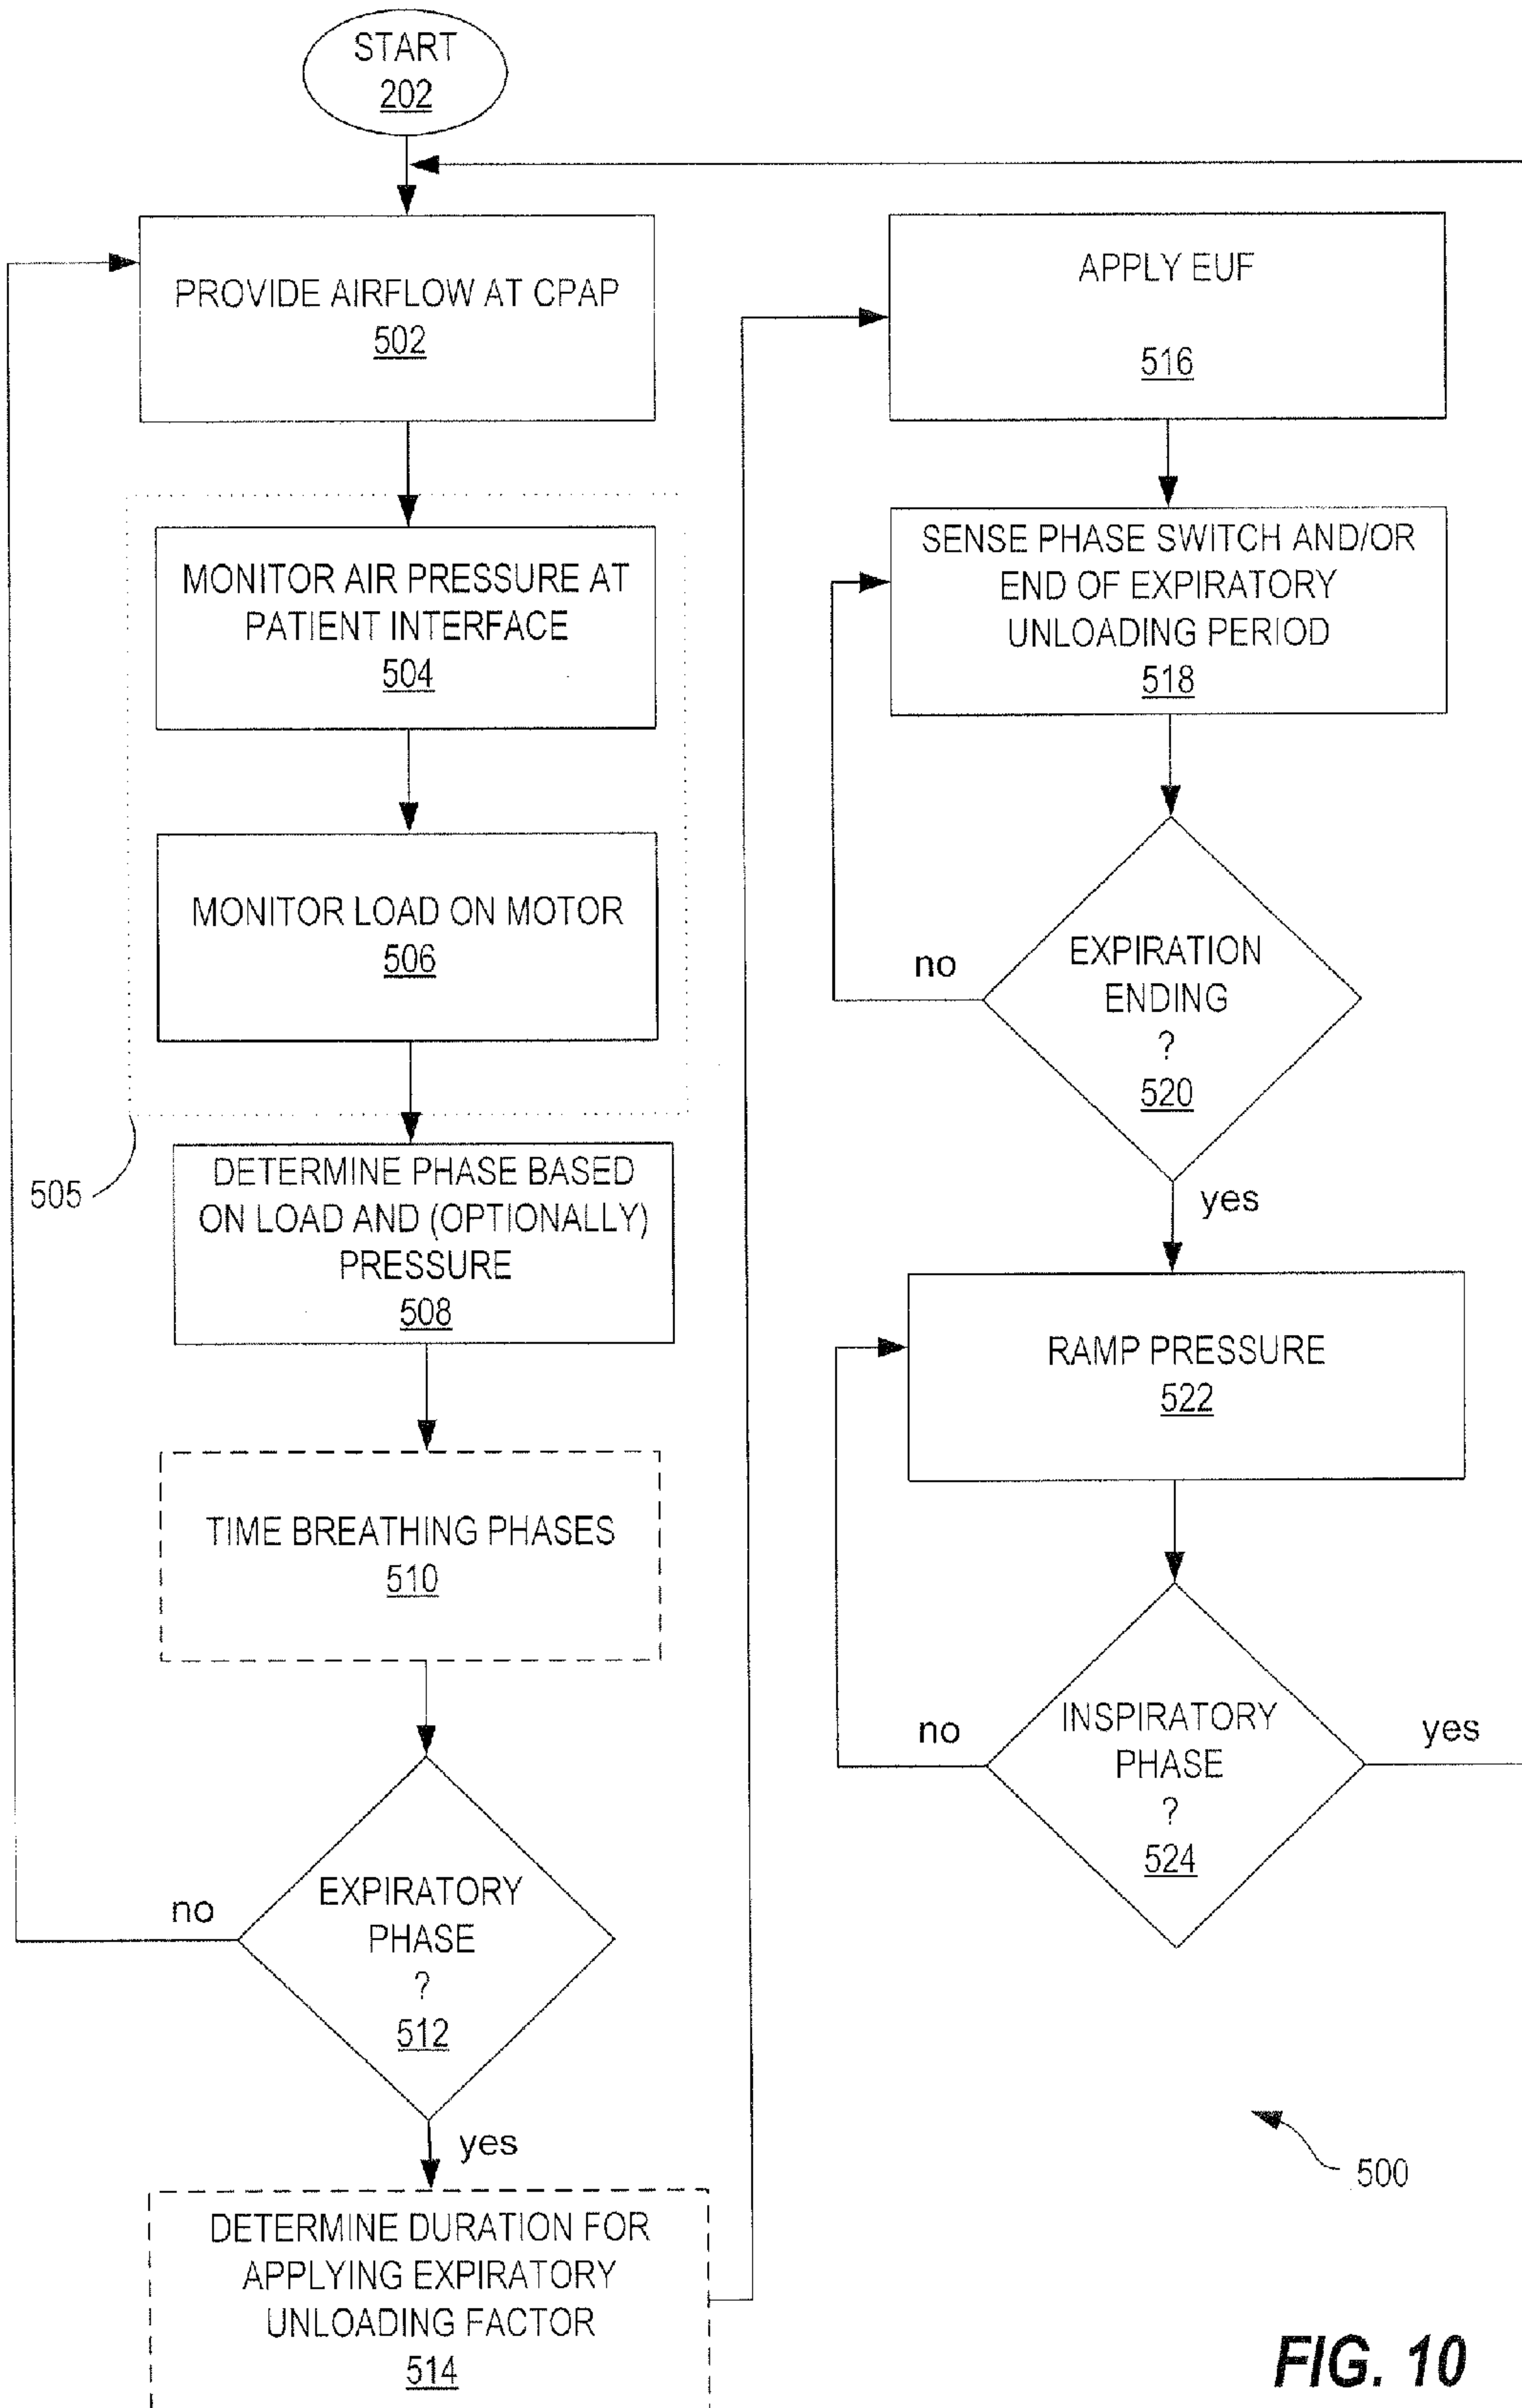 START
202
PROVIDE AIRFLOW AT CPAP
502
MONITOR AIR PRESSURE AT
PATIENT INTERFACE
504
MONITOR LOAD ON MOTOR
506
505
DETERMINE PHASE BASED
ON LOAD AND (OPTIONALLY)
PRESSURE
508
TIME BREATHING PHASES
510
no
EXPIRATORY
PHASE
?
512
yes
DETERMINE DURATION FOR
APPLYING EXPIRATORY
UNLOADING FACTOR
514
APPLY EUF
516
SENSE PHASE SWITCH AND/OR
END OF EXPIRATORY
UNLOADING PERIOD
518
no
EXPIRATION
ENDING
?
520
yes
RAMP PRESSURE
522
no
INSPIRATORY
PHASE
?
524
yes
500
FIG. 10